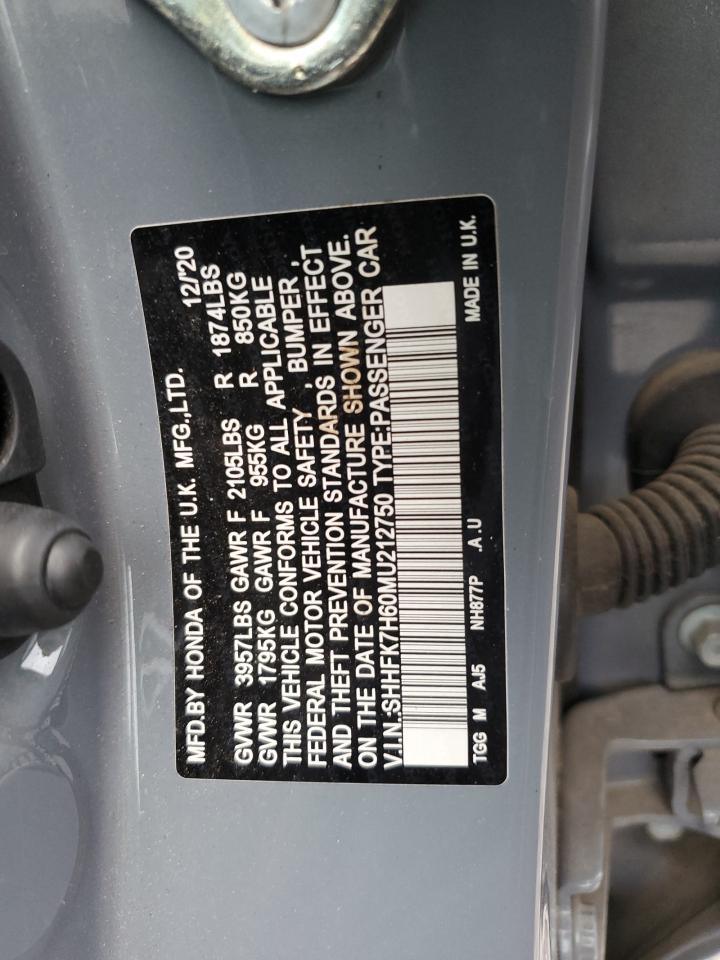 MFD.BY HONDA OF THE U.K. MFG.,LTD. 12/'20
GVWR 3957LBS GAWR F 2105LBS R 1874LBS
GVWR 1795KG GAWR F 955KG R 850KG
THIS VEHICLE CONFORMS TO ALL APPLICABLE
FEDERAL MOTOR VEHICLE SAFETY , BUMPER ,
AND THEFT PREVENTION STANDARDS IN EFFECT
ON THE DATE OF MANUFACTURE SHOWN ABOVE.
V.I.N.:SHHFK7H60MU212750 TYPE:PASSENGER CAR
TGG M AJ5 NH877P .A.U MADE IN U.K.